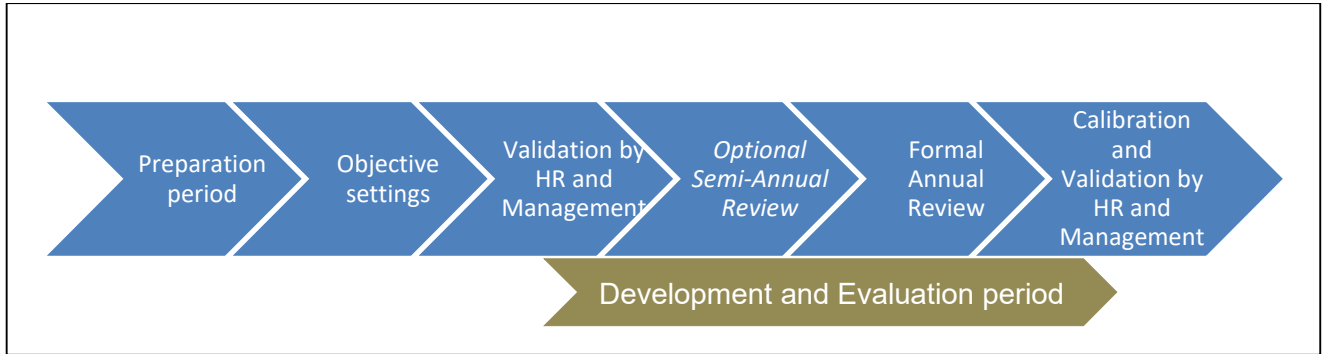 Preparation
period
Objective
settings
Validation by
HR and
Management
Optional
Semi-Annual
Review
Formal
Annual
Review
Calibration
and
Validation by
HR and
Management
Development and Evaluation period